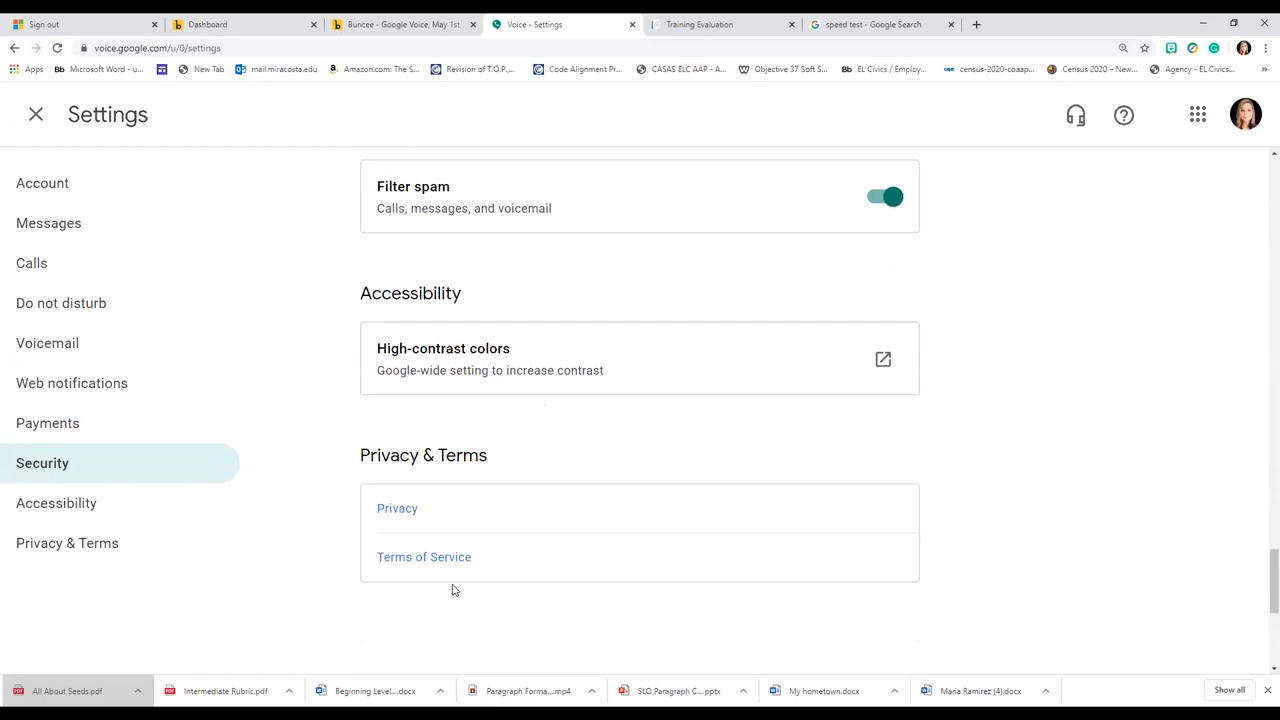 Sign out
Dashboard
Buncee - Google Voice, May 1st
Voice - Settings
Training Evaluation
speed test - Google Search
voice.google.com/u/0/settings
Apps
Microsoft Word - u...
New Tab
mail.miracosta.edu
Amazon.com: The S...
Revision of T.O.P.,...
Code Alignment Pr...
CASAS ELC AAP - A...
Objective 37 Soft S...
Civics / Employ...
census-2020-coaap...
Census 2020 – New...
Agency - EL Civics...
Settings
Account
Messages
Calls
Do not disturb
Voicemail
Web notifications
Payments
Security
Accessibility
Privacy & Terms
Filter spam
Calls, messages, and voicemail
Accessibility
High-contrast colors
Google-wide setting to increase contrast
Privacy & Terms
Privacy
Terms of Service
All About Seeds.pdf
Intermediate Rubric.pdf
Beginning Level....docx
Paragraph Forma....mp4
SLO Paragraph C....pptx
My hometown.docx
Maria Ramirez (4).docx
Show all